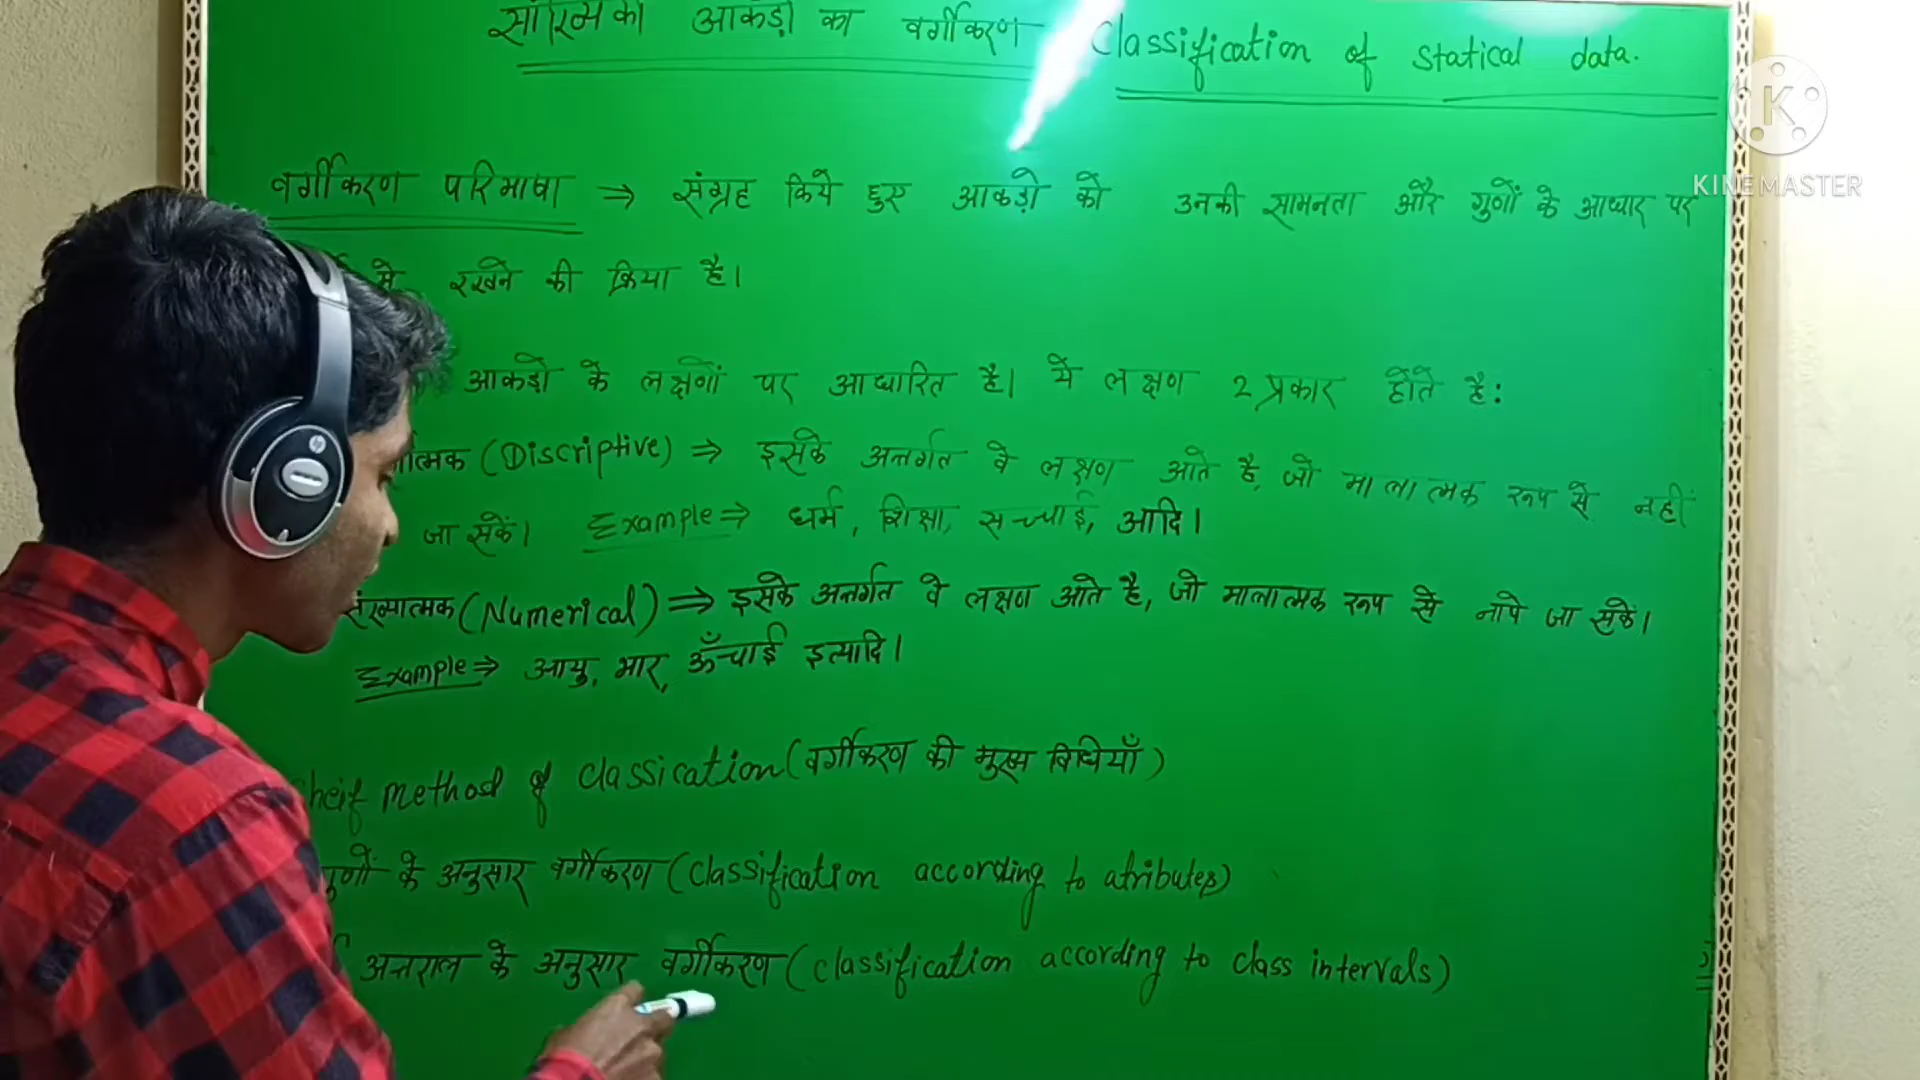 सांख्यिकी आकड़ो का वर्गीकरण Classification of statical data.
K
KINEMASTER
वर्गीकरण परिभाषा ⇒ संग्रह किये हुए आकड़ो को उनकी सामनता और गुणों के आधार पर
मे रखने की क्रिया है।
आकड़ो के लक्षणों पर आधारित है। ये लक्षण 2 प्रकार होते है:
(Discriptive) ⇒ इसके अन्तर्गत वे लक्षण आते है, जो मात्रात्मक रूप से नहीं
जा सकें। Example ⇒ धर्म, शिक्षा, सच्चाई, आदि।
संख्यात्मक (Numerical) ⇒ इसके अन्तर्गत वे लक्षण आते है, जो मात्रात्मक रूप से नापे जा सके।
Example ⇒ आयु, भार, ऊँचाई इत्यादि।
heif method of classication (वर्गीकरण की मुख्य विधियाँ)
गुणों के अनुसार वर्गीकरण (classification according to atributes)
अन्तराल के अनुसार वर्गीकरण (classification according to class intervals)